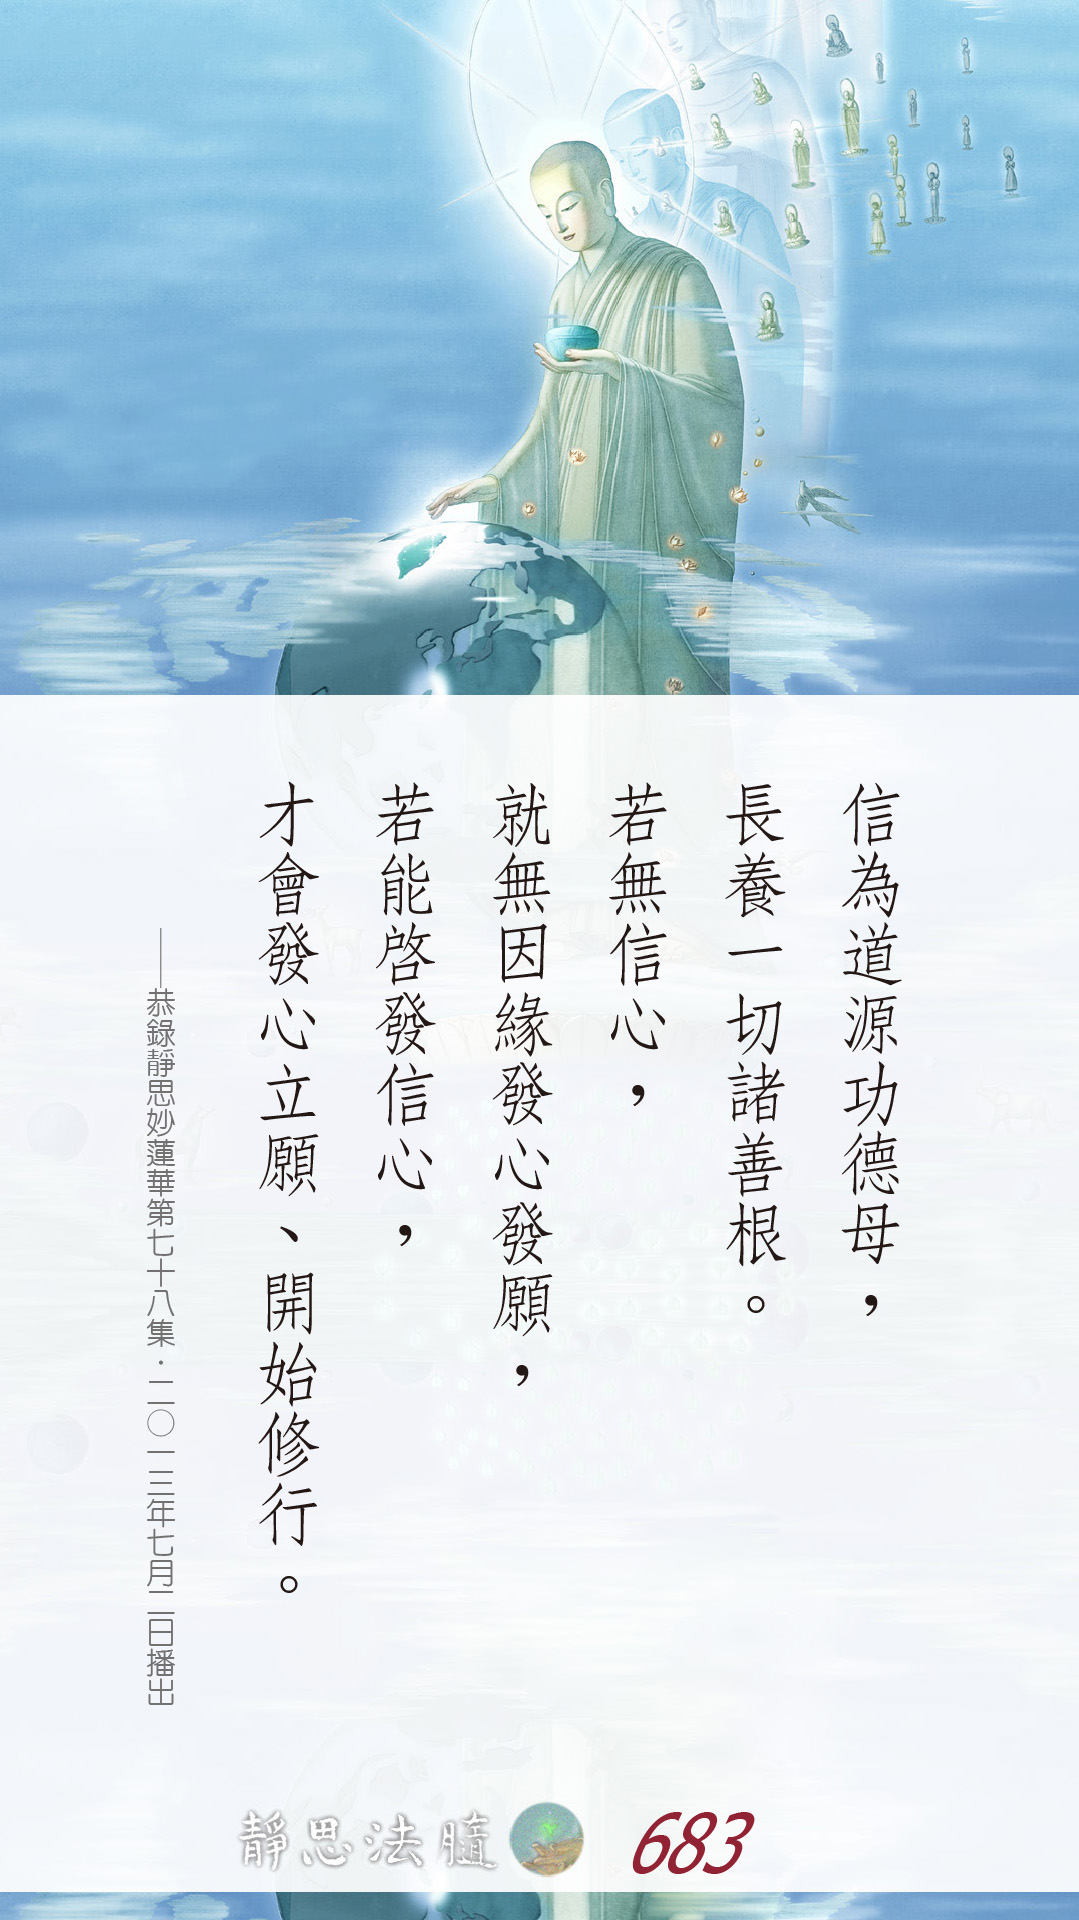 信為道源功德母，
長養一切諸善根。
若無信心，
就無因緣發心發願，
若能啓發信心，
才會發心立願、開始修行。
——恭錄靜思妙蓮華第七十八集・二〇一三年七月二日播出
靜思法髓
683